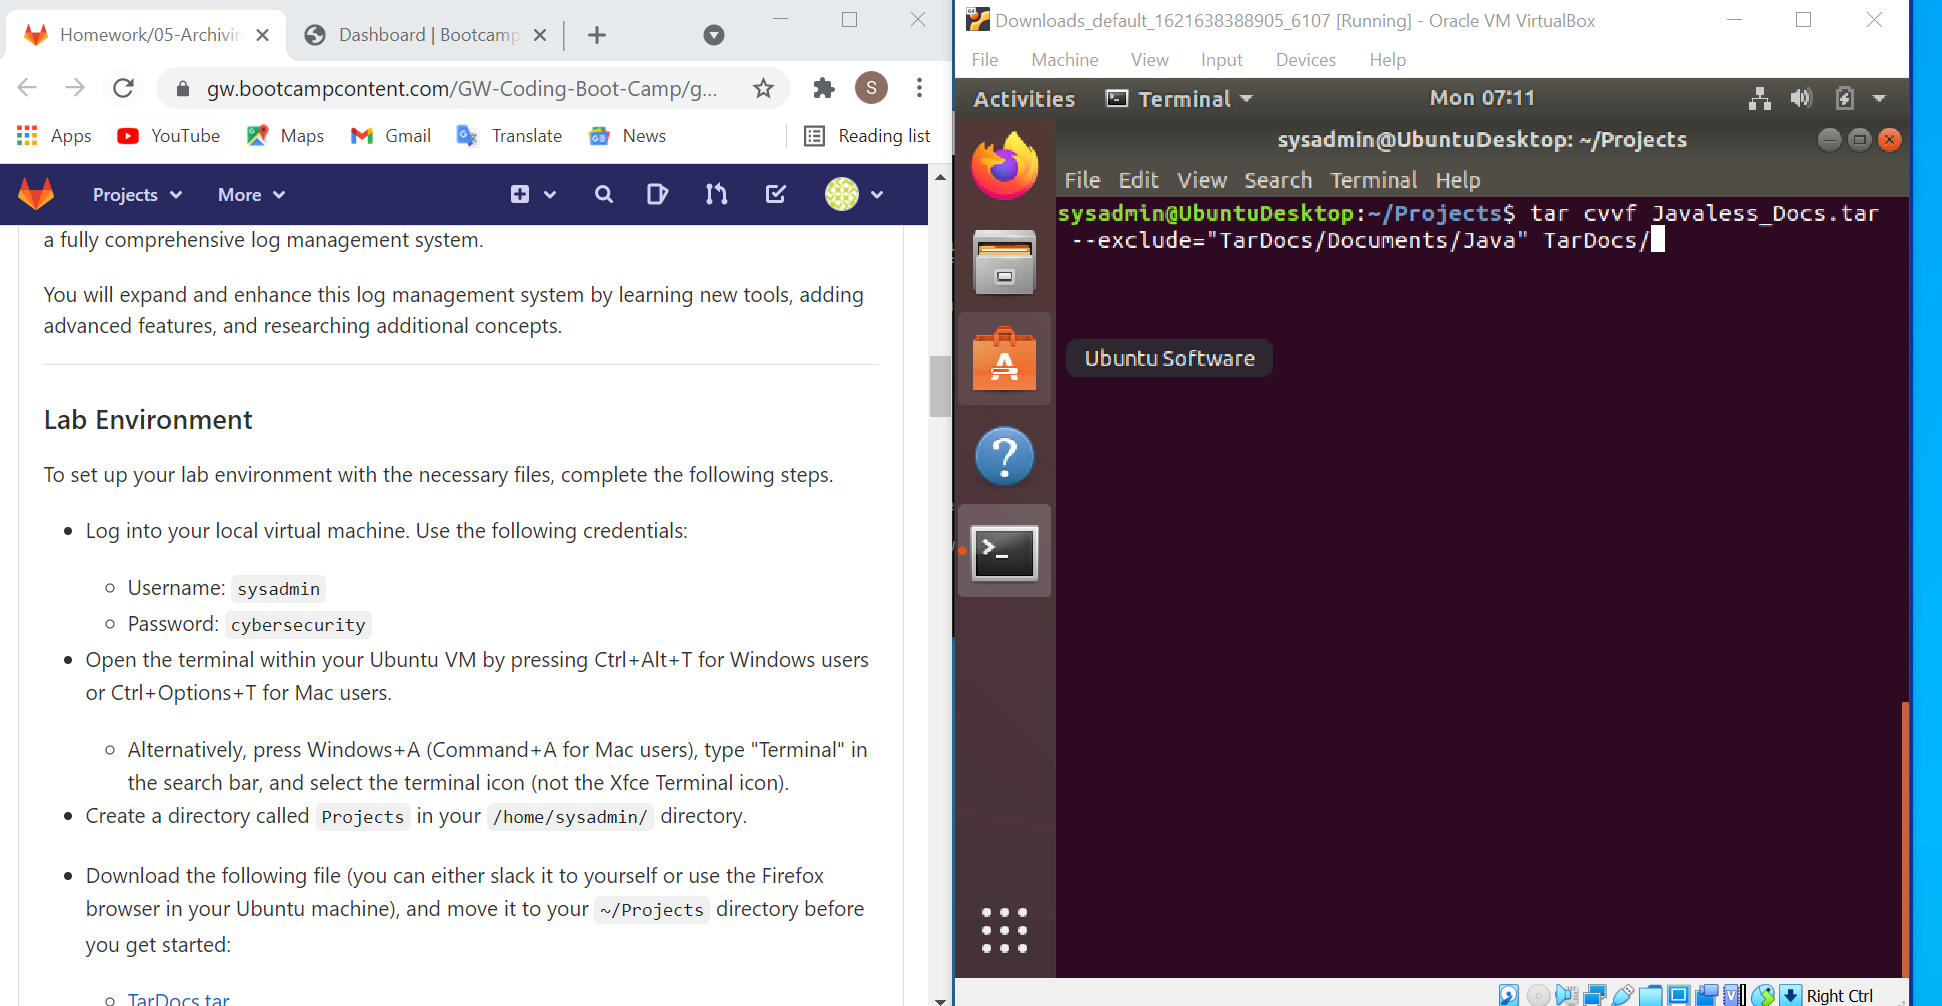 Homework/05-Archivin
Dashboard | Bootcamp
gw.bootcampcontent.com/GW-Coding-Boot-Camp/g...
S
Apps
YouTube
Maps
Gmail
Translate
News
Reading list
Projects
More
a fully comprehensive log management system.
You will expand and enhance this log management system by learning new tools, adding
advanced features, and researching additional concepts.
Lab Environment
To set up your lab environment with the necessary files, complete the following steps.
Log into your local virtual machine. Use the following credentials:
Username: sysadmin
Password: cybersecurity
Open the terminal within your Ubuntu VM by pressing Ctrl+Alt+T for Windows users
or Ctrl+Options+T for Mac users.
Alternatively, press Windows+A (Command+A for Mac users), type "Terminal" in
the search bar, and select the terminal icon (not the Xfce Terminal icon).
Create a directory called Projects in your /home/sysadmin/ directory.
Download the following file (you can either slack it to yourself or use the Firefox
browser in your Ubuntu machine), and move it to your ~/Projects directory before
you get started:
TarDocs.tar
Downloads_default_1621638388905_6107 [Running] - Oracle VM VirtualBox
File Machine View Input Devices Help
Activities
Terminal
Mon 07:11
sysadmin@UbuntuDesktop: ~/Projects
File Edit View Search Terminal Help
sysadmin@UbuntuDesktop:~/Projects$ tar cvvf Javaless_Docs.tar
--exclude="TarDocs/Documents/Java" TarDocs/
Ubuntu Software
Right Ctrl